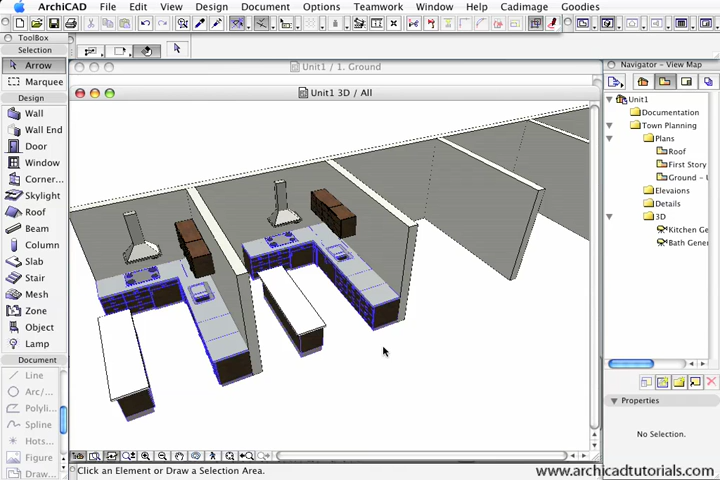 ArchiCAD File Edit View Design Document Options Teamwork Window Help Cadimage Goodies
ToolBox
Selection
Arrow
Marquee
Design
Wall
Wall End
Door
Window
Corner...
Skylight
Roof
Beam
Column
Slab
Stair
Mesh
Zone
Object
Lamp
Document
Line
Arc/...
Polyli...
Spline
Hots...
Figure
Draw...
Unit1 / 1. Ground
Unit1 3D / All
Click an Element or Draw a Selection Area.
Navigator - View Map
Unit1
Documentation
Town Planning
Plans
Roof
First Story
Ground -
Elevaions
Details
3D
Kitchen Ge
Bath Gener
Properties
No Selection.
www.archicadtutorials.com